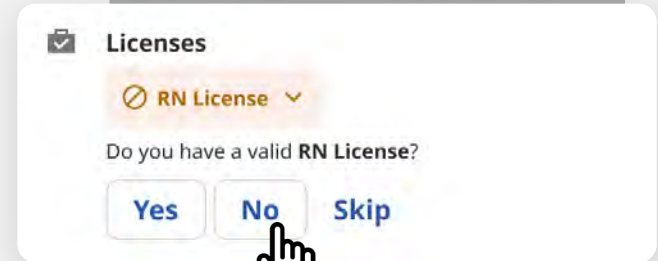 Licenses
RN License
Do you have a valid RN License?
Yes No Skip